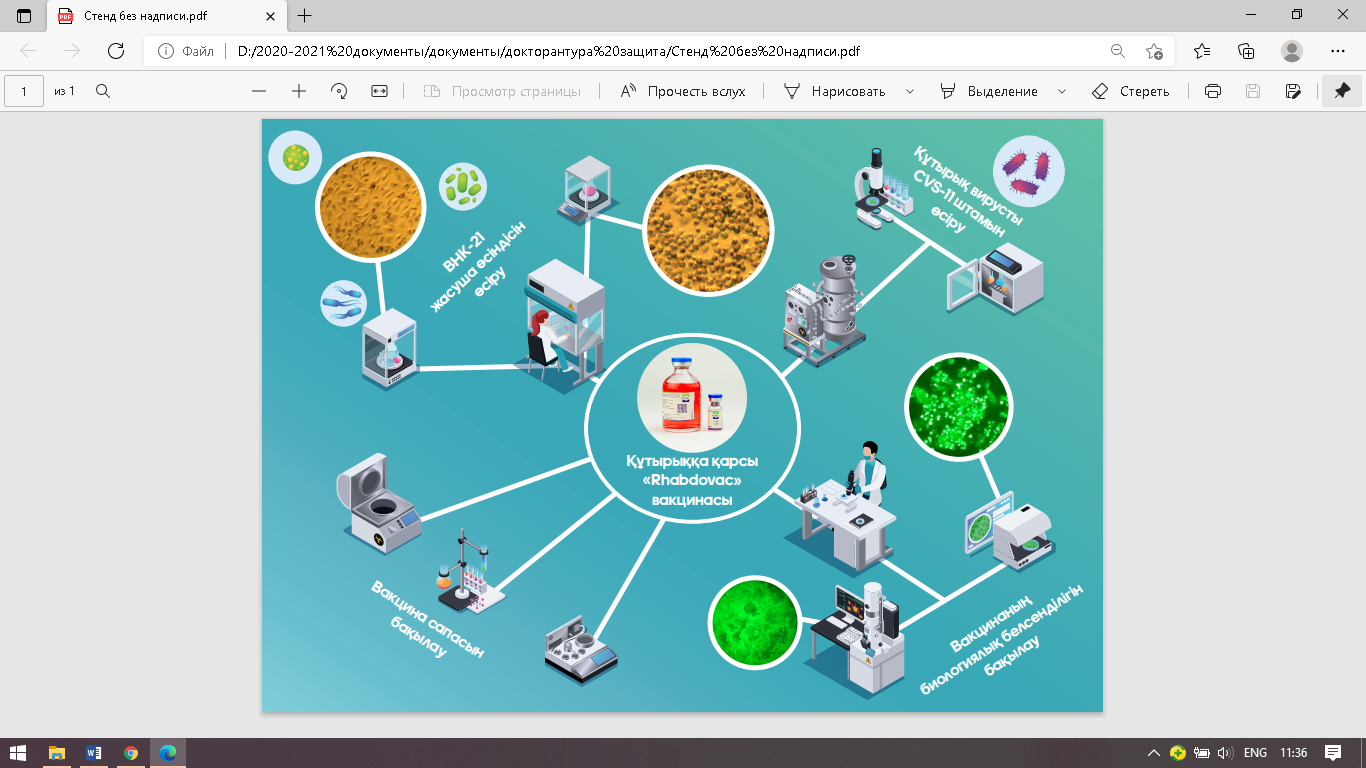 Стенд без надписи.pdf
Файл
D:/2020-2021%20документы/документы/докторантура%20защита/Стенд%20без%20надписи.pdf
1
из 1
Просмотр страницы
Прочесть вслух
Нарисовать
Выделение
Стереть
ВНК-21
жасуша өсіндісін
өсіру
Құтырық вирусты
CVS-11 штамын
өсіру
Құтырыққа қарсы
«Rhabdovac»
вакцинасы
Вакцина сапасын
бақылау
Вакцинаның
биологиялық белсенділігін
бақылау
ENG
11:36